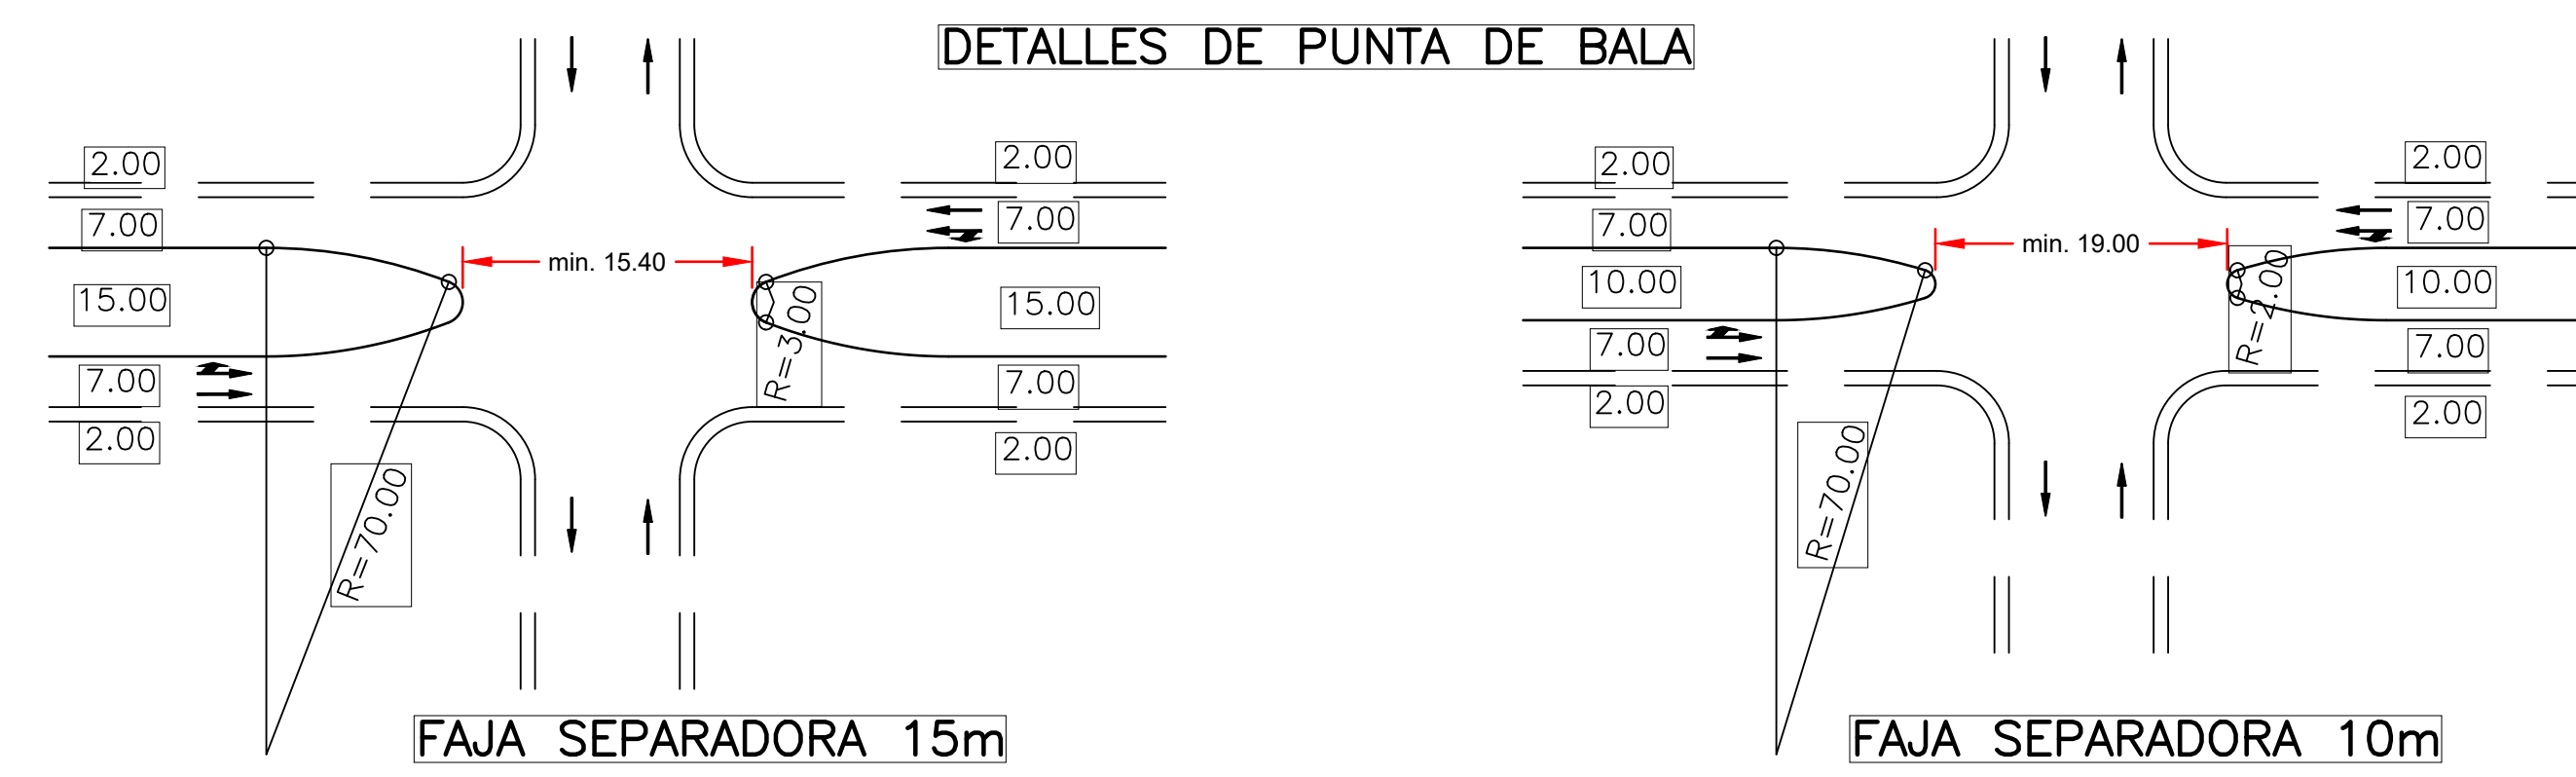 DETALLES DE PUNTA DE BALA
2.00
2.00
7.00
7.00
min. 15.40
15.00
15.00
R=3.00
7.00
7.00
2.00
2.00
R=70.00
FAJA SEPARADORA 15m
2.00
2.00
7.00
7.00
min. 19.00
10.00
10.00
R=2.00
7.00
7.00
2.00
2.00
R=70.00
FAJA SEPARADORA 10m